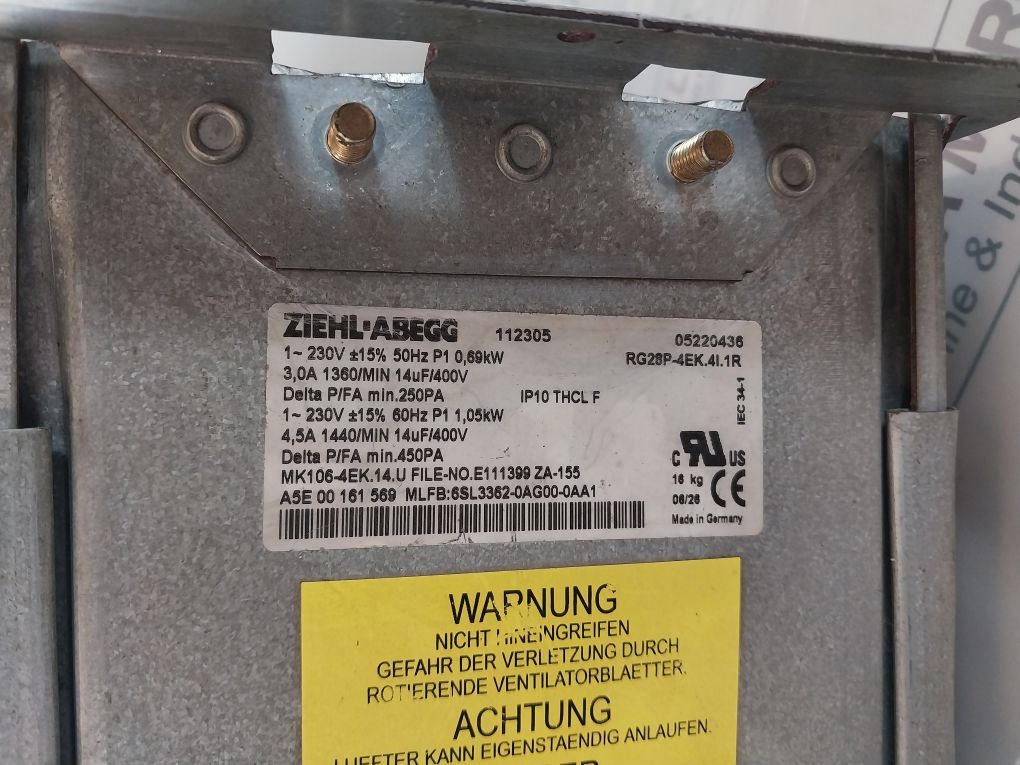 ZIEHL-ABEGG 112305 05220436
1~ 230V ±15% 50Hz P1 0,69kW RG28P-4EK.4I.1R
3,0A 1360/MIN 14uF/400V
Delta P/FA min.250PA IP10 THCL F
1~ 230V ±15% 60Hz P1 1,05kW
4,5A 1440/MIN 14uF/400V
Delta P/FA min.450PA
MK106-4EK.14.U FILE-NO.E111399 ZA-155
A5E 00 161 569 MLFB:6SL3362-0AG00-0AA1
IEC 34-1
C RU US
16 kg
06/26 CE
Made in Germany
WARNUNG
NICHT HINEINGREIFEN
GEFAHR DER VERLETZUNG DURCH
ROTIERENDE VENTILATORBLAETTER.
ACHTUNG
LUEFTER KANN EIGENSTAENDIG ANLAUFEN.
& Ind